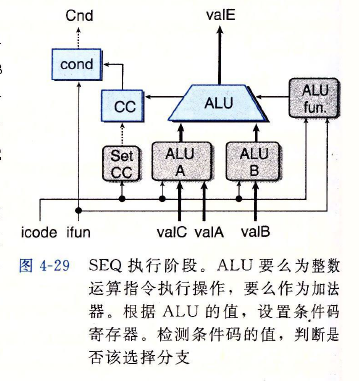 Cnd
valE
cond
CC
ALU
ALU
fun.
Set
CC
ALU
A
ALU
B
icode ifun
valC valA
valB
图 4-29 SEQ 执行阶段。ALU 要么为整数
运算指令执行操作，要么作为加法
器。根据 ALU 的值，设置条件码
寄存器。检测条件码的值，判断是
否该选择分支